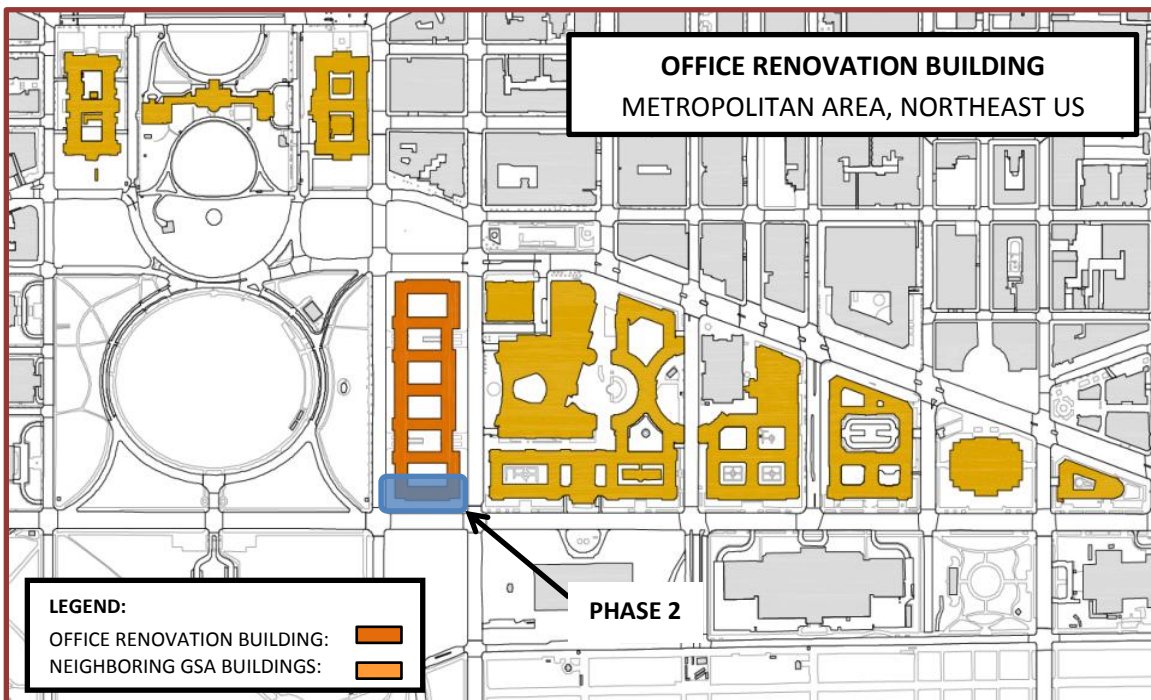 OFFICE RENOVATION BUILDING
METROPOLITAN AREA, NORTHEAST US
PHASE 2
LEGEND:
OFFICE RENOVATION BUILDING:
NEIGHBORING GSA BUILDINGS: